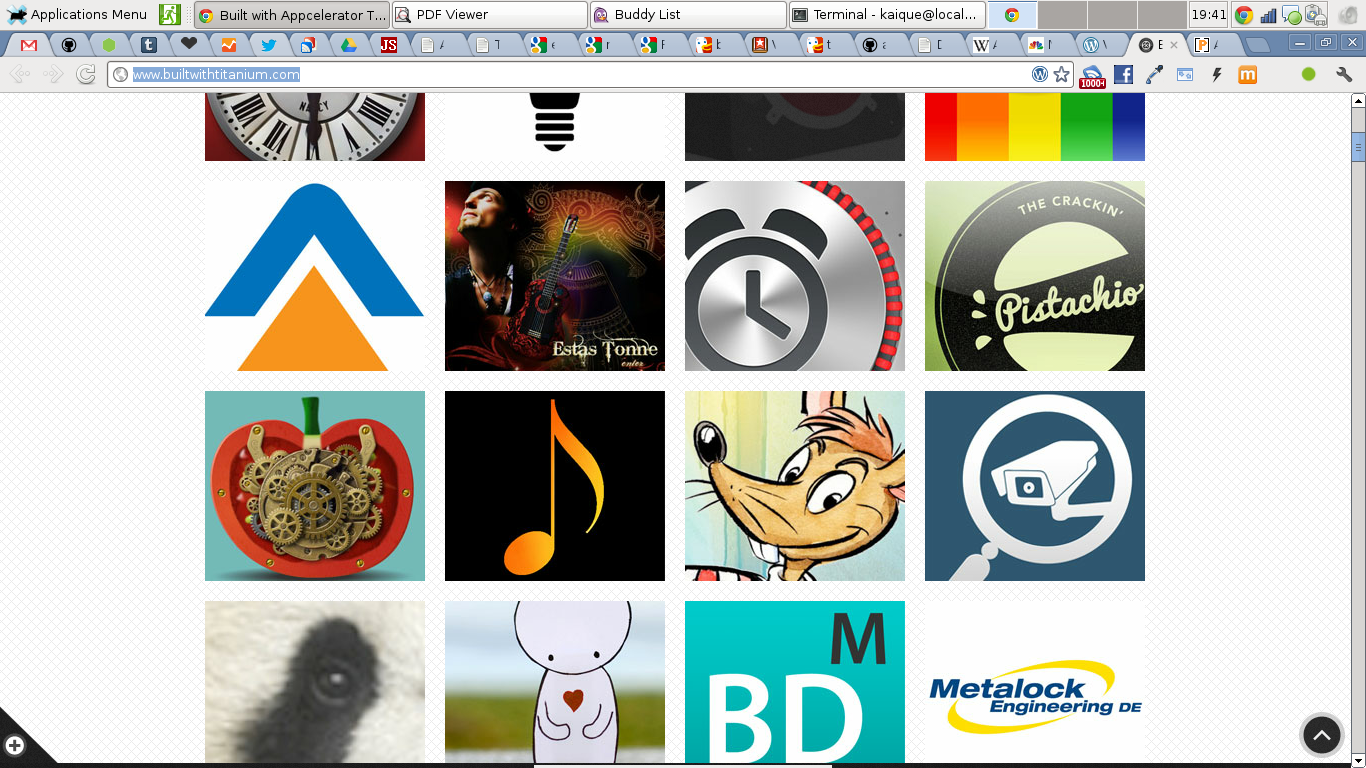 Applications Menu
Built with Appcelerator T...
PDF Viewer
Buddy List
Terminal - kaique@local...
19:41
www.builtwithtitanium.com
1000+
NANCY
THE CRACKIN'
Pistachio
Estas Tonne
enter
M
BD
Metalock
Engineering DE